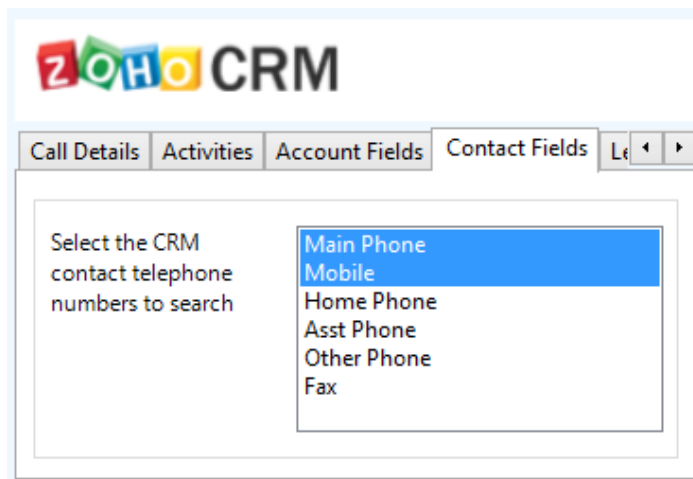 ZOHO CRM
Call Details Activities Account Fields Contact Fields
Select the CRM
contact telephone
numbers to search
Main Phone
Mobile
Home Phone
Asst Phone
Other Phone
Fax